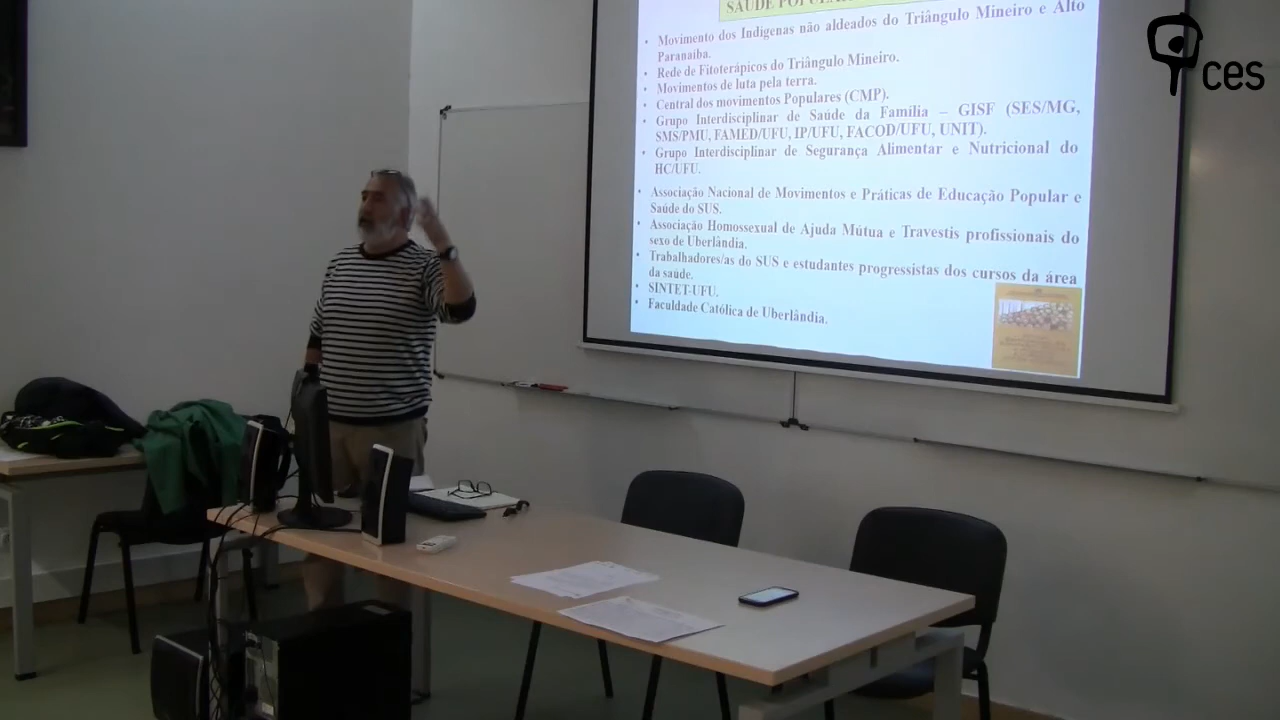 SAÚDE POPULAR
Movimento dos Indígenas não aldeados do Triângulo Mineiro e Alto
Paranaíba.
Rede de Fitoterápicos do Triângulo Mineiro.
Movimentos de luta pela terra.
Central dos movimentos Populares (CMP).
Grupo Interdisciplinar de Saúde da Família – GISF (SES/MG,
SMS/PMU, FAMED/UFU, IP/UFU, FACOD/UFU, UNIT).
Grupo Interdisciplinar de Segurança Alimentar e Nutricional do
HC/UFU.
Associação Nacional de Movimentos e Práticas de Educação Popular e
Saúde do SUS.
Associação Homossexual de Ajuda Mútua e Travestis profissionais do
sexo de Uberlândia.
Trabalhadores/as do SUS e estudantes progressistas dos cursos da área
da saúde.
SINTET-UFU.
Faculdade Católica de Uberlândia.
ces